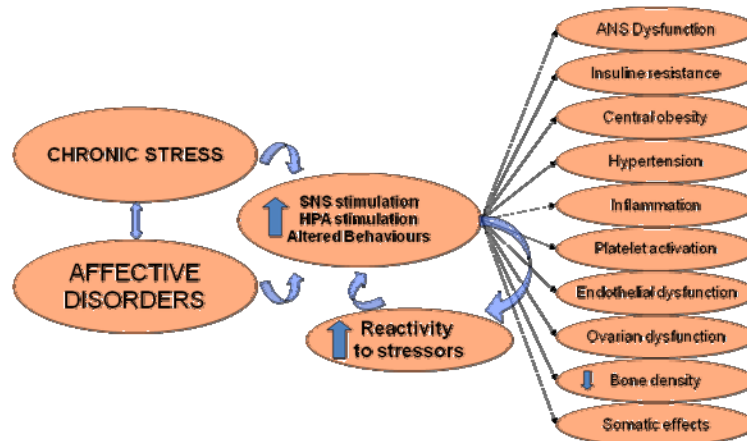 CHRONIC STRESS
AFFECTIVE
DISORDERS
SNS stimulation
HPA stimulation
Altered Behaviours
Reactivity
to stressors
ANS Dysfunction
Insuline resistance
Central obesity
Hypertension
Inflammation
Platelet activation
Endothelial dysfunction
Ovarian dysfunction
Bone density
Somatic effects